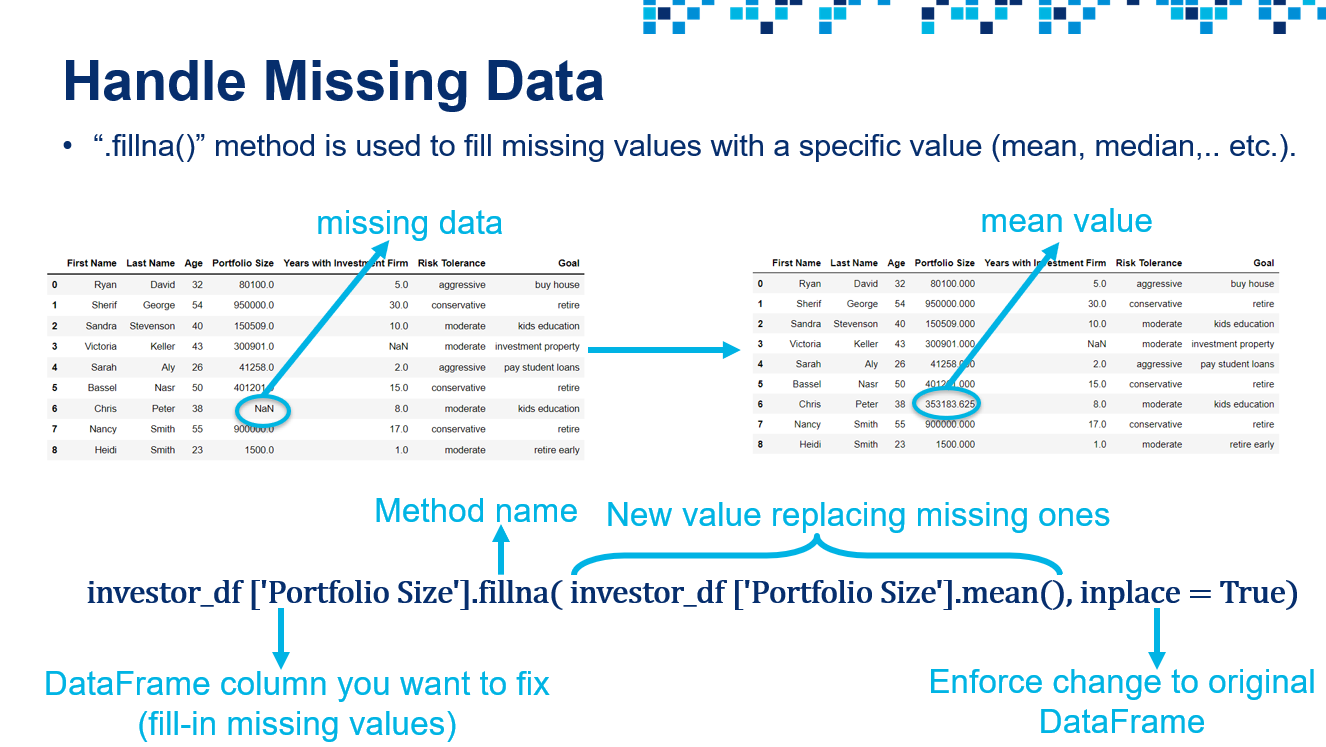 Handle Missing Data
• “.fillna()” method is used to fill missing values with a specific value (mean, median,.. etc.).
missing data
First Name Last Name Age Portfolio Size Years with Investment Firm Risk Tolerance Goal
0 Ryan David 32 80100.0 5.0 aggressive buy house
1 Sherif George 54 950000.0 30.0 conservative retire
2 Sandra Stevenson 40 150509.0 10.0 moderate kids education
3 Victoria Keller 43 300901.0 NaN moderate investment property
4 Sarah Aly 26 41258.0 2.0 aggressive pay student loans
5 Bassel Nasr 50 401201.0 15.0 conservative retire
6 Chris Peter 38 NaN 8.0 moderate kids education
7 Nancy Smith 55 900000.0 17.0 conservative retire
8 Heidi Smith 23 1500.0 1.0 moderate retire early
mean value
First Name Last Name Age Portfolio Size Years with Investment Firm Risk Tolerance Goal
0 Ryan David 32 80100.000 5.0 aggressive buy house
1 Sherif George 54 950000.000 30.0 conservative retire
2 Sandra Stevenson 40 150509.000 10.0 moderate kids education
3 Victoria Keller 43 300901.000 NaN moderate investment property
4 Sarah Aly 26 41258.000 2.0 aggressive pay student loans
5 Bassel Nasr 50 401201.000 15.0 conservative retire
6 Chris Peter 38 353183.625 8.0 moderate kids education
7 Nancy Smith 55 900000.000 17.0 conservative retire
8 Heidi Smith 23 1500.000 1.0 moderate retire early
Method name
New value replacing missing ones
investor_df ['Portfolio Size'].fillna( investor_df ['Portfolio Size'].mean(), inplace = True)
DataFrame column you want to fix
(fill-in missing values)
Enforce change to original
DataFrame